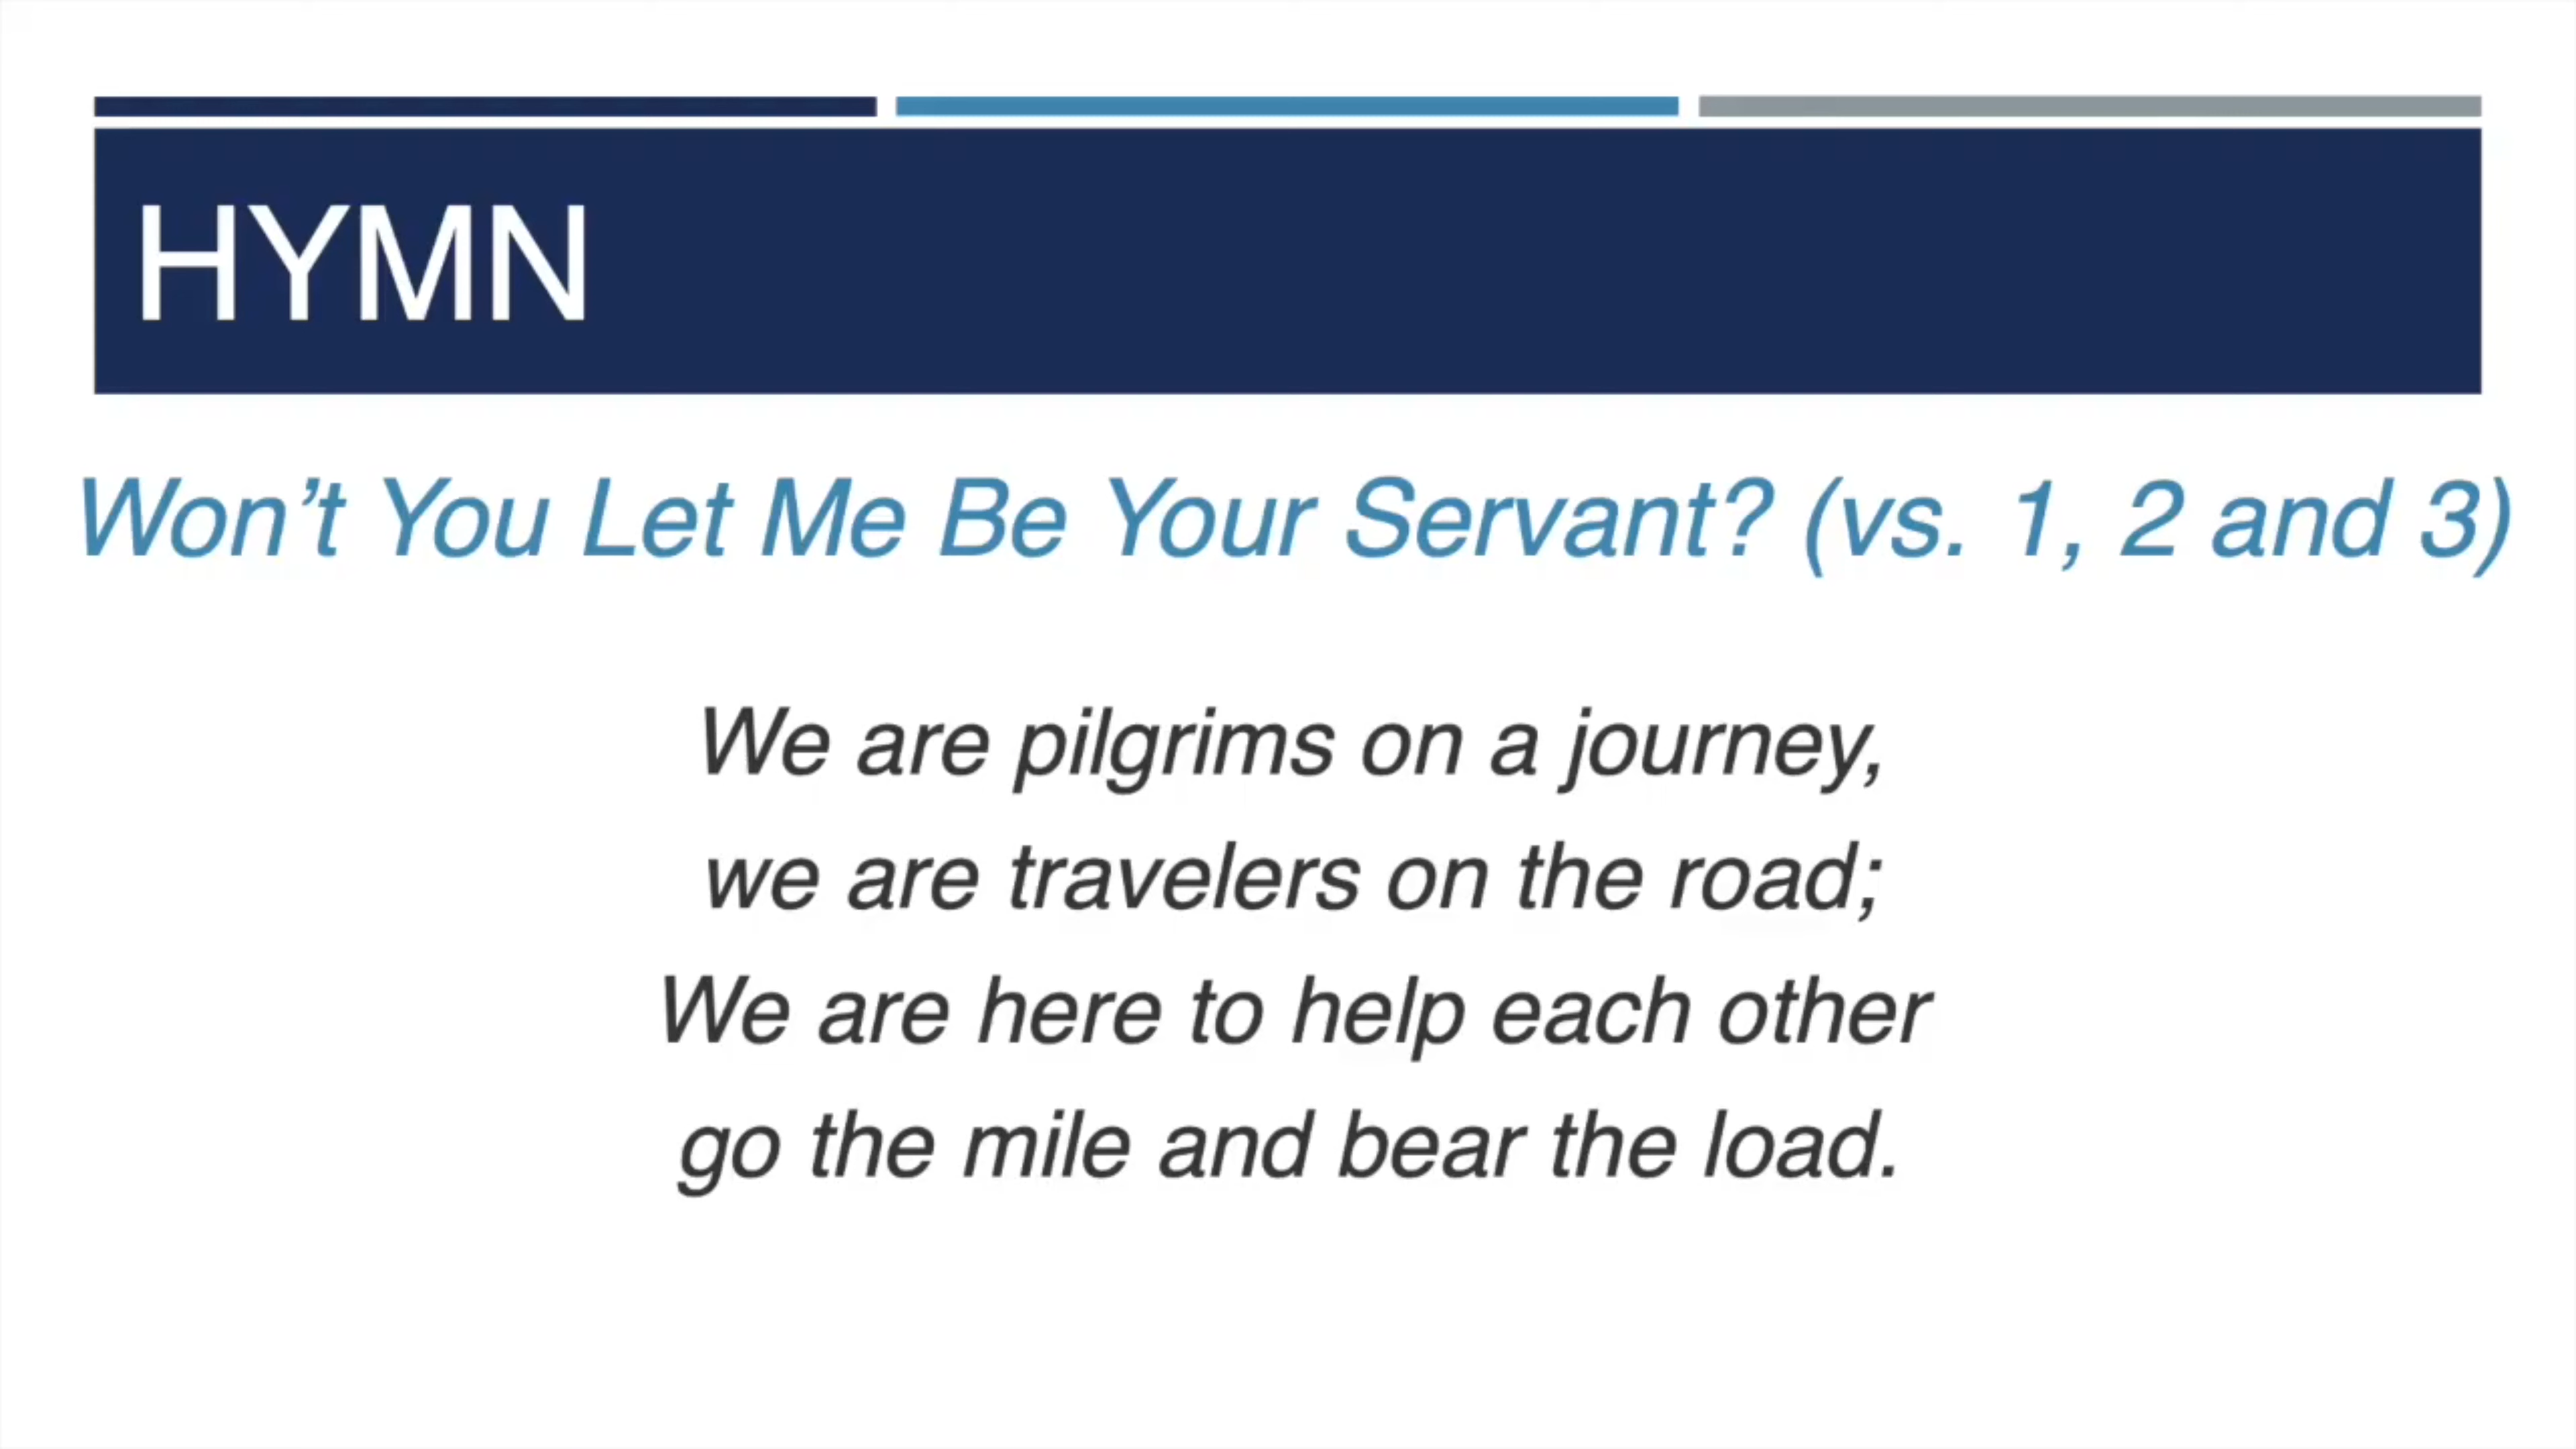 HYMN
Won’t You Let Me Be Your Servant? (vs. 1, 2 and 3)
We are pilgrims on a journey,
we are travelers on the road;
We are here to help each other
go the mile and bear the load.